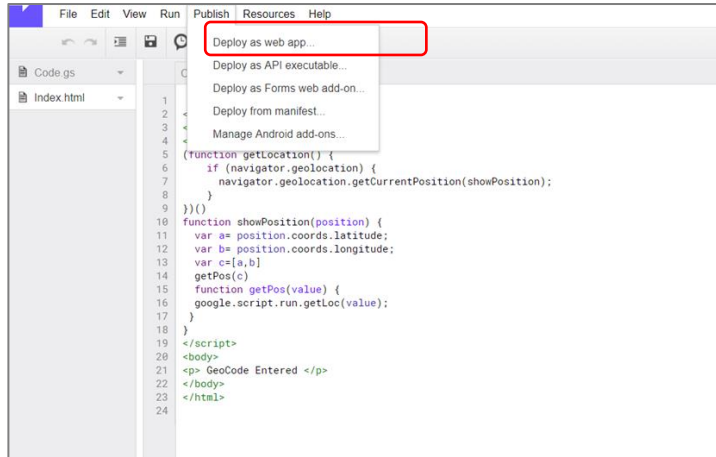 File Edit View Run Publish Resources Help
Deploy as web app...
Deploy as API executable...
Deploy as Forms web add-on...
Deploy from manifest...
Manage Android add-ons...
Code.gs
Index.html
1
2 <
3 <
4 <
5 (function getLocation() {
6 if (navigator.geolocation) {
7 navigator.geolocation.getCurrentPosition(showPosition);
8 }
9 })()
10 function showPosition(position) {
11 var a= position.coords.latitude;
12 var b= position.coords.longitude;
13 var c=[a,b]
14 getPos(c)
15 function getPos(value) {
16 google.script.run.getLoc(value);
17 }
18 }
19 </script>
20 <body>
21 <p> GeoCode Entered </p>
22 </body>
23 </html>
24